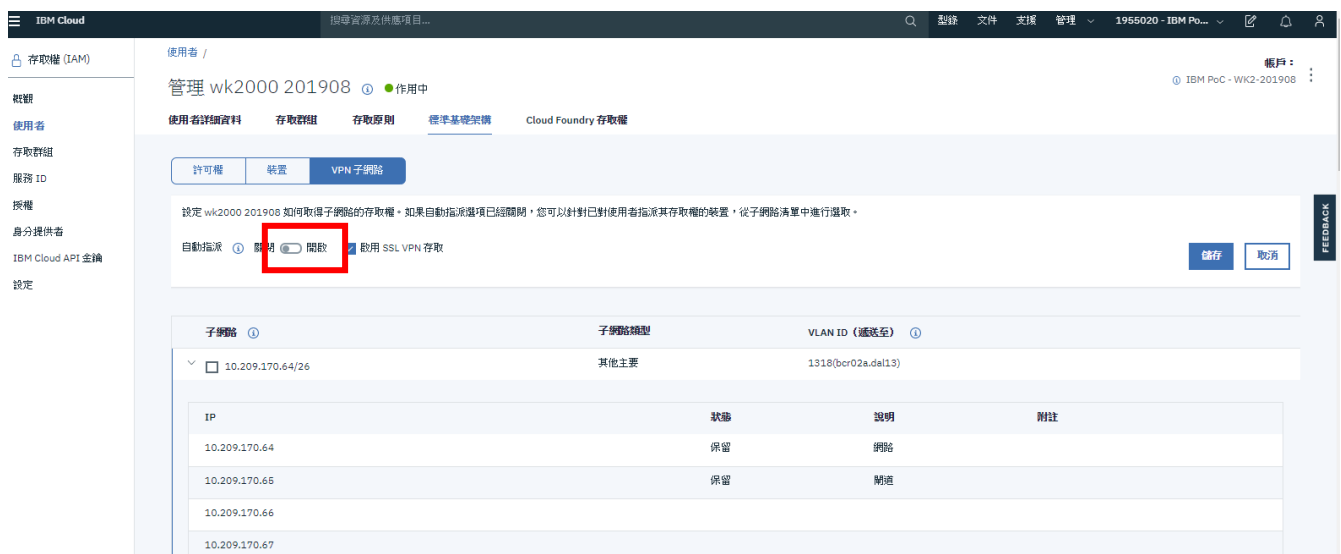 IBM Cloud
搜尋資源及供應項目...
型錄 文件 支援 管理 1955020 - IBM Po...
存取權 (IAM)
概觀
使用者
存取群組
服務 ID
授權
身分提供者
IBM Cloud API 金鑰
設定
使用者 /
管理 wk2000 201908 作用中
帳戶：
IBM PoC - WK2-201908
使用者詳細資料 存取群組 存取原則 標準基礎架構 Cloud Foundry 存取權
許可權 裝置 VPN 子網路
設定 wk2000 201908 如何取得子網路的存取權。如果自動指派選項已經關閉，您可以針對已對使用者指派其存取權的裝置，從子網路清單中進行選取。
自動指派 關閉 開啟 啟用 SSL VPN 存取
儲存 取消
FEEDBACK
子網路 子網路類型 VLAN ID（遞送至）
10.209.170.64/26 其他主要 1318(bcr02a.dal13)
IP 狀態 說明 附註
10.209.170.64 保留 網路
10.209.170.65 保留 閘道
10.209.170.66
10.209.170.67